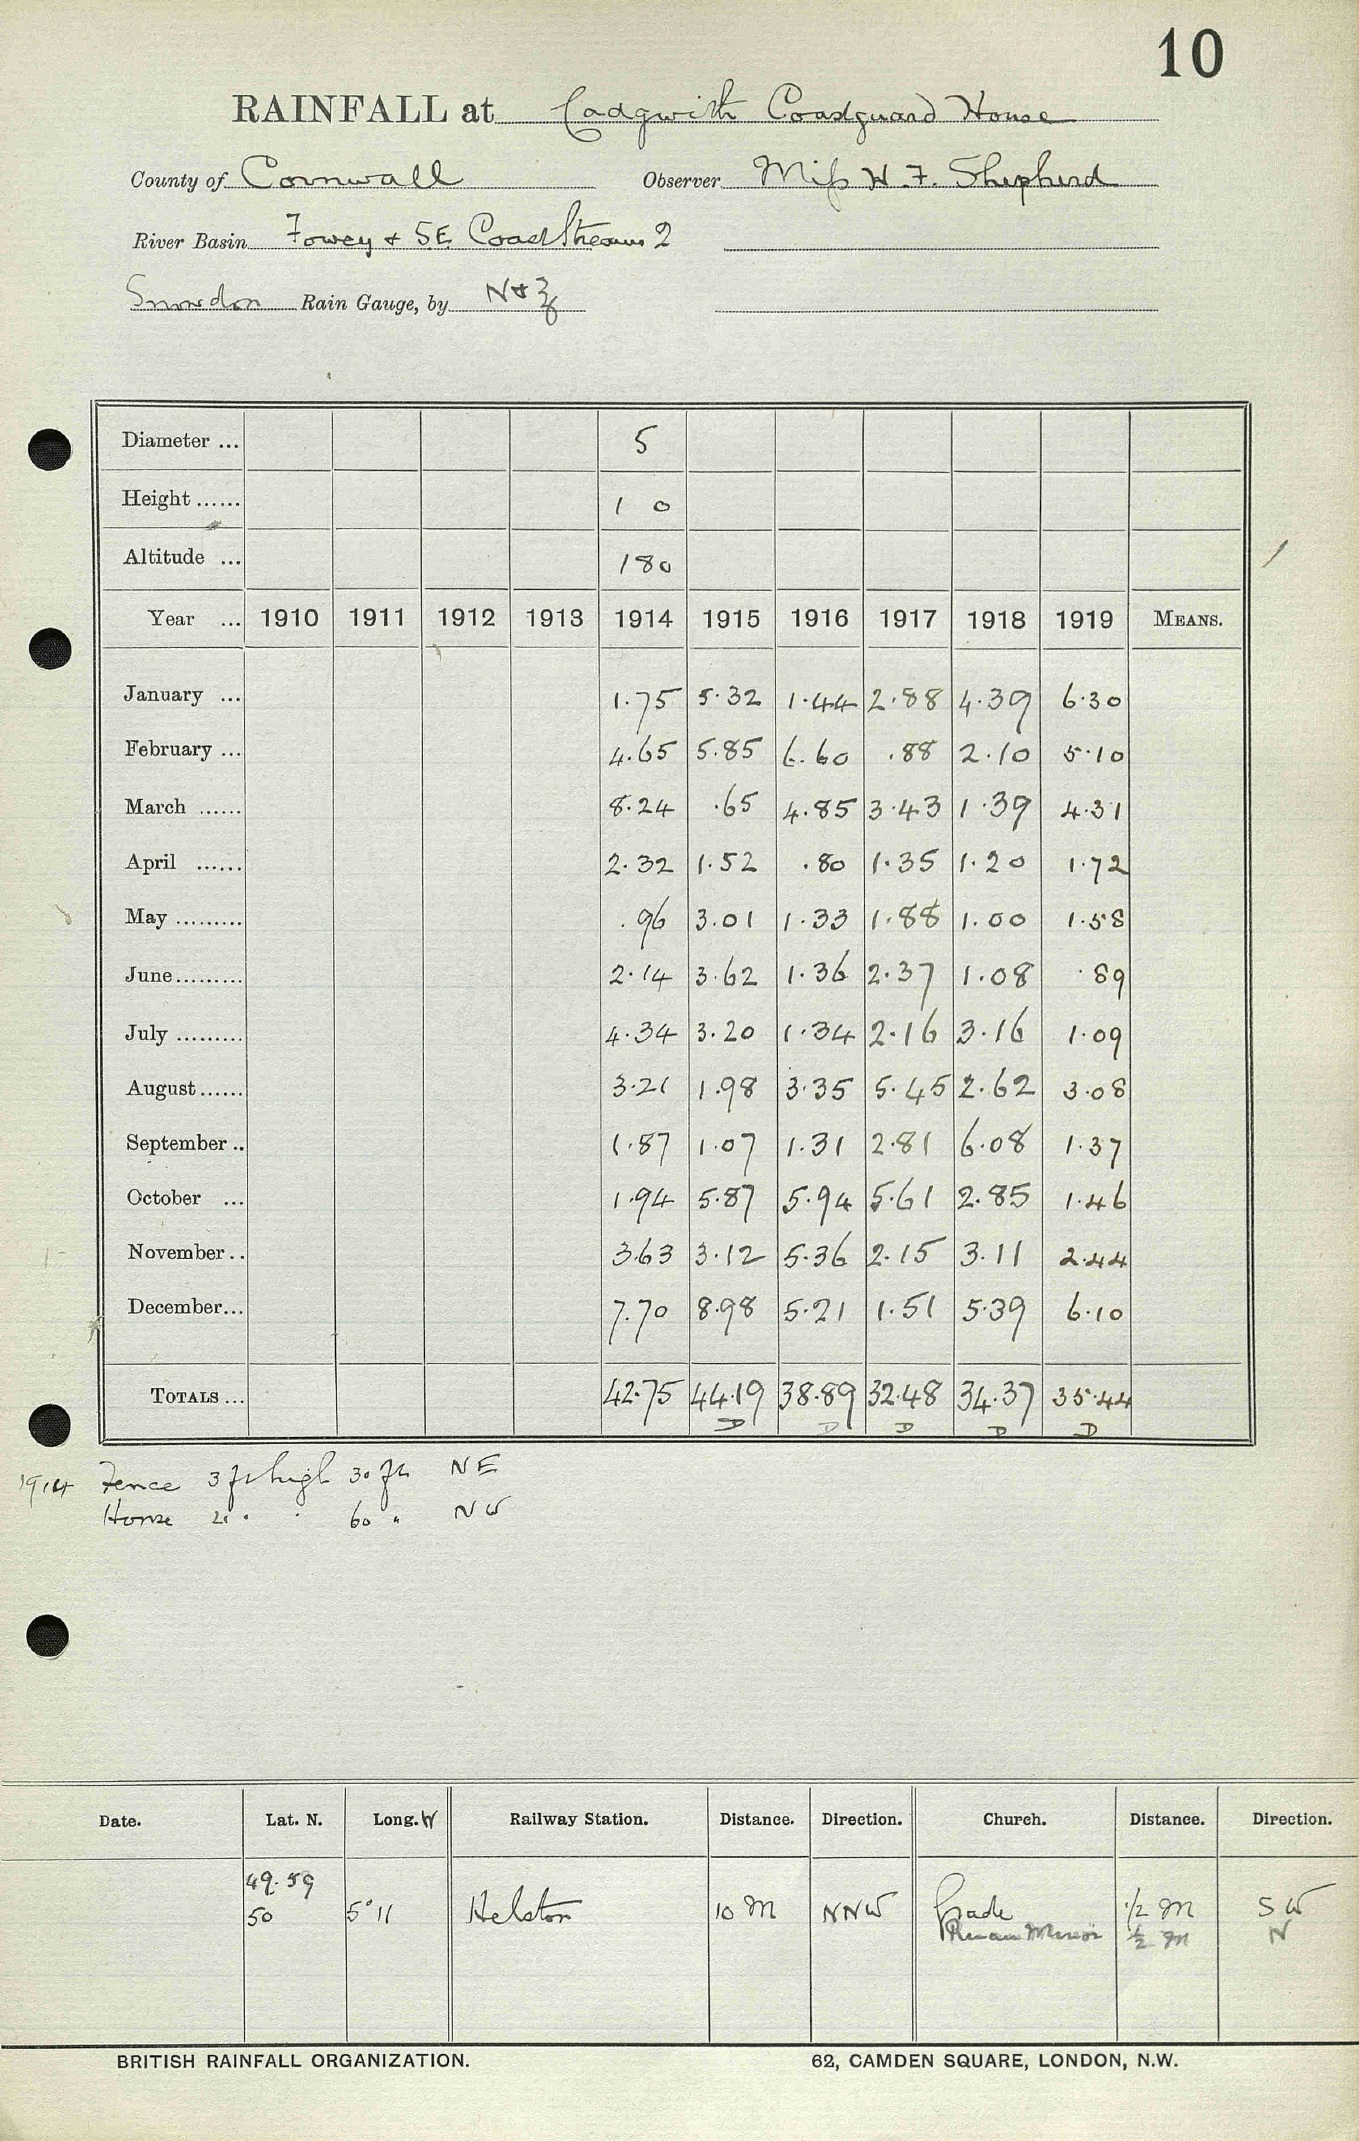 10
RAINFALL at Cadgwith Coastguard House
County of Cornwall Observer Miss H. F. Shepherd
River Basin Fowey & S.E. Coast Streams 2
Snowdon Rain Gauge, by N & Z
Diameter ... 5
Height ...... 1 0
Altitude ... 180
Year ... 1910 1911 1912 1913 1914 1915 1916 1917 1918 1919 MEANS.
January ... 1.75 5.32 1.44 2.88 4.39 6.30
February ... 4.65 5.85 6.60 .88 2.10 5.10
March ...... 8.24 .65 4.85 3.43 1.39 4.31
April ...... 2.32 1.52 .80 1.35 1.20 1.72
May ......... .96 3.01 1.33 1.88 1.00 1.58
June ......... 2.14 3.62 1.36 2.37 1.08 .89
July ......... 4.34 3.20 1.34 2.16 3.16 1.09
August ...... 3.21 1.98 3.35 5.45 2.62 3.08
September .. 1.87 1.07 1.31 2.81 6.08 1.37
October ... 1.94 5.87 5.94 5.61 2.85 1.46
November .. 3.63 3.12 5.36 2.15 3.11 2.44
December ... 7.70 8.98 5.21 1.51 5.39 6.10
TOTALS ... 42.75 44.19 38.89 32.48 34.37 35.44
D D D D D
1914 Fence 3 ft high 30 ft NE
House 21 " " 60 " NW
Date. Lat. N. Long. W Railway Station. Distance. Direction. Church. Distance. Direction.
49.59
50 5°11 Helston 10 M NNW Grade 1/2 M SW
Ruan Minor 1/2 M N
BRITISH RAINFALL ORGANIZATION. 62, CAMDEN SQUARE, LONDON, N.W.